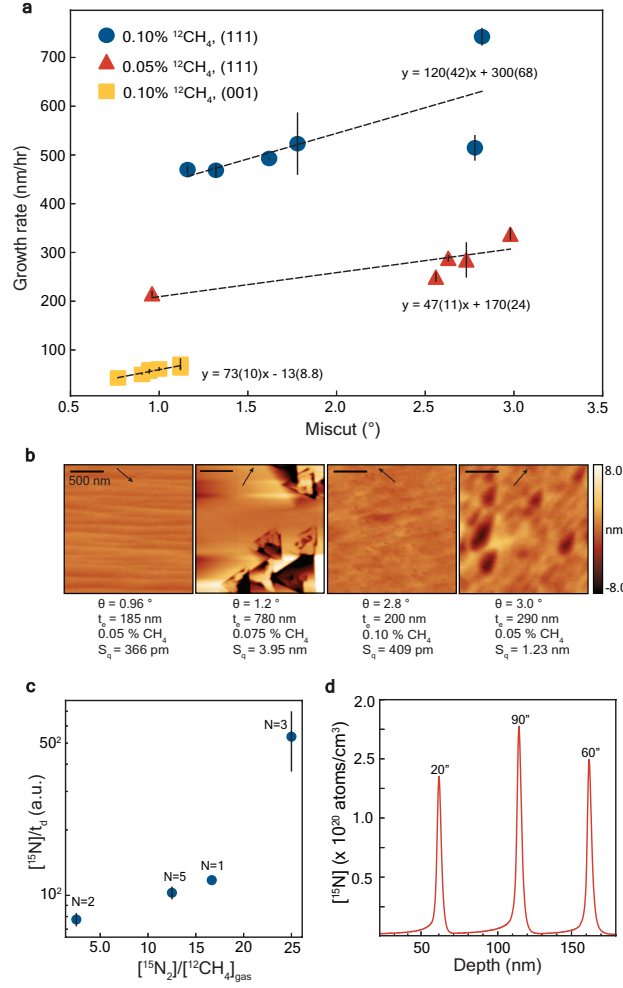 a
0.10% ¹²CH₄, (111)
0.05% ¹²CH₄, (111)
0.10% ¹²CH₄, (001)
y = 120(42)x + 300(68)
y = 47(11)x + 170(24)
y = 73(10)x - 13(8.8)
Growth rate (nm/hr)
700
600
500
400
300
200
100
0.5 1.0 1.5 2.0 2.5 3.0 3.5
Miscut (°)
b
500 nm
8.0
nm
-8.0
θ = 0.96 °
tₑ = 185 nm
0.05 % CH₄
S_q = 366 pm
θ = 1.2 °
tₑ = 780 nm
0.075 % CH₄
S_q = 3.95 nm
θ = 2.8 °
tₑ = 200 nm
0.10 % CH₄
S_q = 409 pm
θ = 3.0 °
tₑ = 290 nm
0.05 % CH₄
S_q = 1.23 nm
c
[¹⁵N]/t_d (a.u.)
50²
10²
N=2
N=5
N=1
N=3
5.0 10 15 20 25
[¹⁵N₂]/[¹²CH₄]gas
d
[¹⁵N] (x 10²⁰ atoms/cm³)
2.0
2.5
1.0
0.5
20”
90”
60”
50 100 150
Depth (nm)